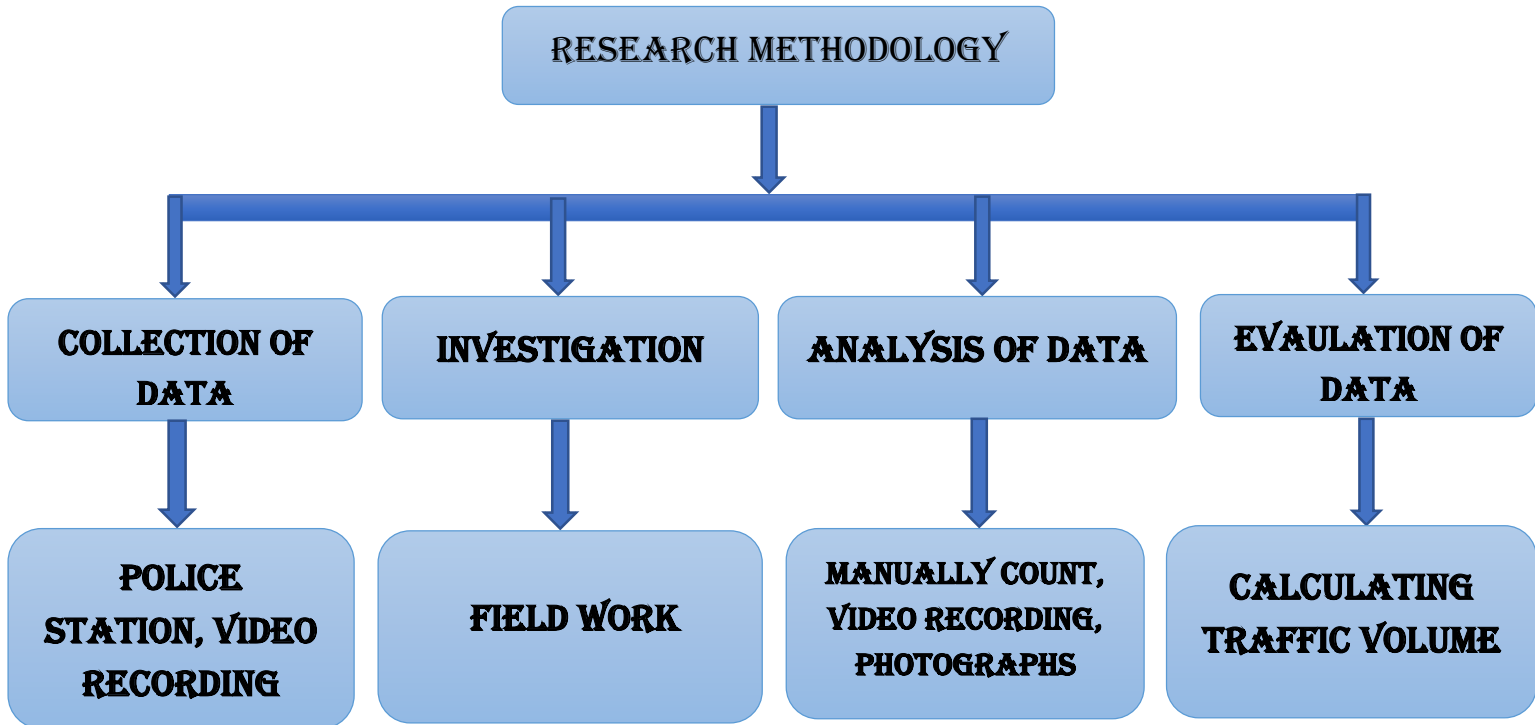 RESEARCH METHODOLOGY
COLLECTION OF
DATA
INVESTIGATION
ANALYSIS OF DATA
EVAULATION OF
DATA
POLICE
STATION, VIDEO
RECORDING
FIELD WORK
MANUALLY COUNT,
VIDEO RECORDING,
PHOTOGRAPHS
CALCULATING
TRAFFIC VOLUME